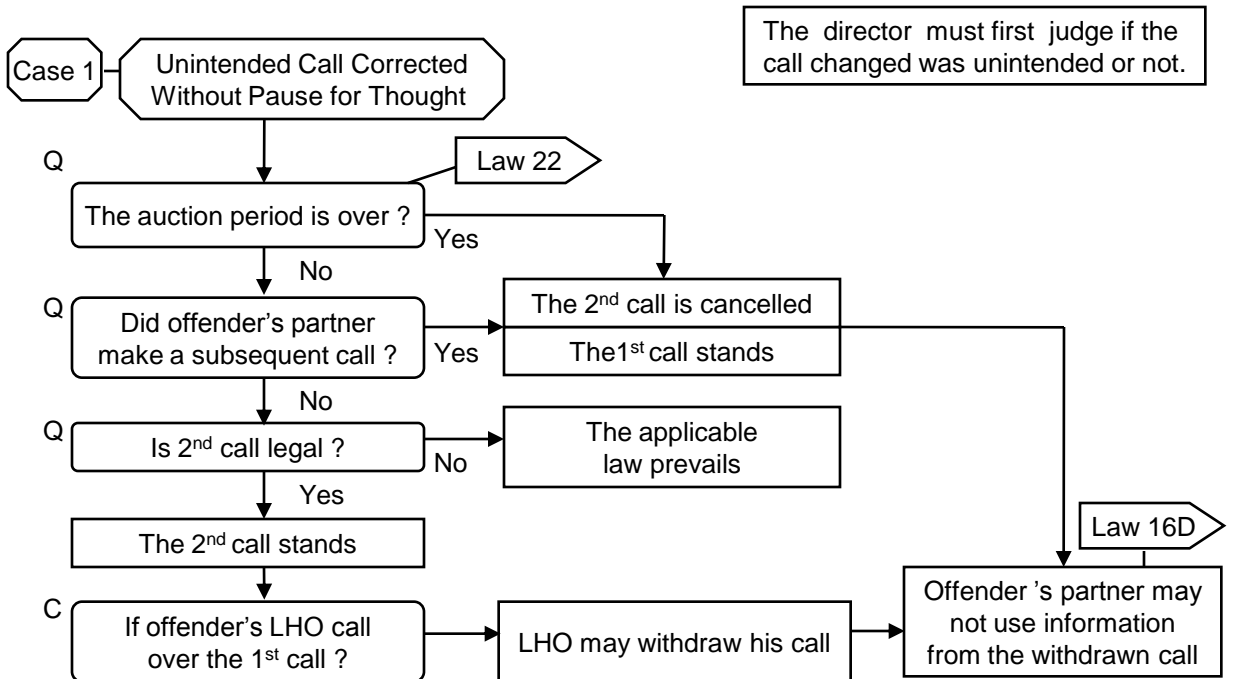 The director must first judge if the
call changed was unintended or not.
Case 1
Unintended Call Corrected
Without Pause for Thought
Q
Law 22
The auction period is over ?
Yes
No
Q
Did offender's partner
make a subsequent call ?
Yes
The 2nd call is cancelled
The1st call stands
No
Q
Is 2nd call legal ?
No
The applicable
law prevails
Yes
The 2nd call stands
Law 16D
C
If offender's LHO call
over the 1st call ?
LHO may withdraw his call
Offender 's partner may
not use information
from the withdrawn call